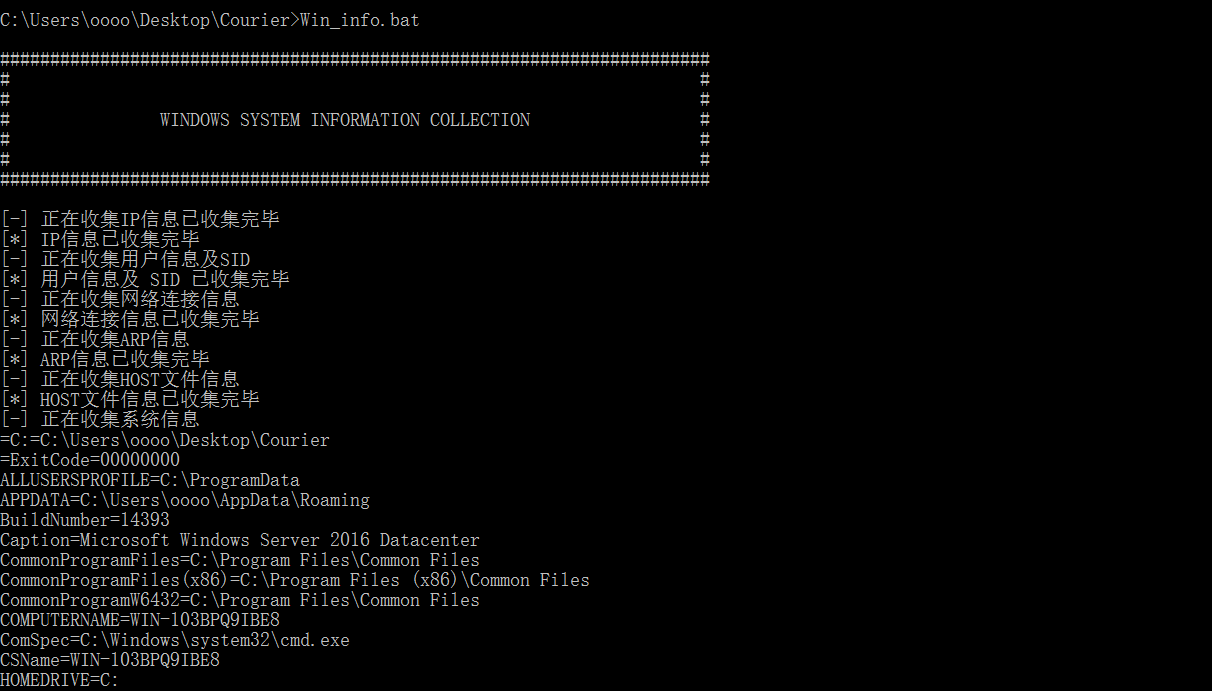 C:\Users\oooo\Desktop\Courier>Win_info.bat
#######################################################################
# #
# #
# WINDOWS SYSTEM INFORMATION COLLECTION #
# #
# #
#######################################################################
[-] 正在收集IP信息已收集完毕
[*] IP信息已收集完毕
[-] 正在收集用户信息及SID
[*] 用户信息及 SID 已收集完毕
[-] 正在收集网络连接信息
[*] 网络连接信息已收集完毕
[-] 正在收集ARP信息
[*] ARP信息已收集完毕
[-] 正在收集HOST文件信息
[*] HOST文件信息已收集完毕
[-] 正在收集系统信息
=C:=C:\Users\oooo\Desktop\Courier
=ExitCode=00000000
ALLUSERSPROFILE=C:\ProgramData
APPDATA=C:\Users\oooo\AppData\Roaming
BuildNumber=14393
Caption=Microsoft Windows Server 2016 Datacenter
CommonProgramFiles=C:\Program Files\Common Files
CommonProgramFiles(x86)=C:\Program Files (x86)\Common Files
CommonProgramW6432=C:\Program Files\Common Files
COMPUTERNAME=WIN-103BPQ9IBE8
ComSpec=C:\Windows\system32\cmd.exe
CSName=WIN-103BPQ9IBE8
HOMEDRIVE=C: